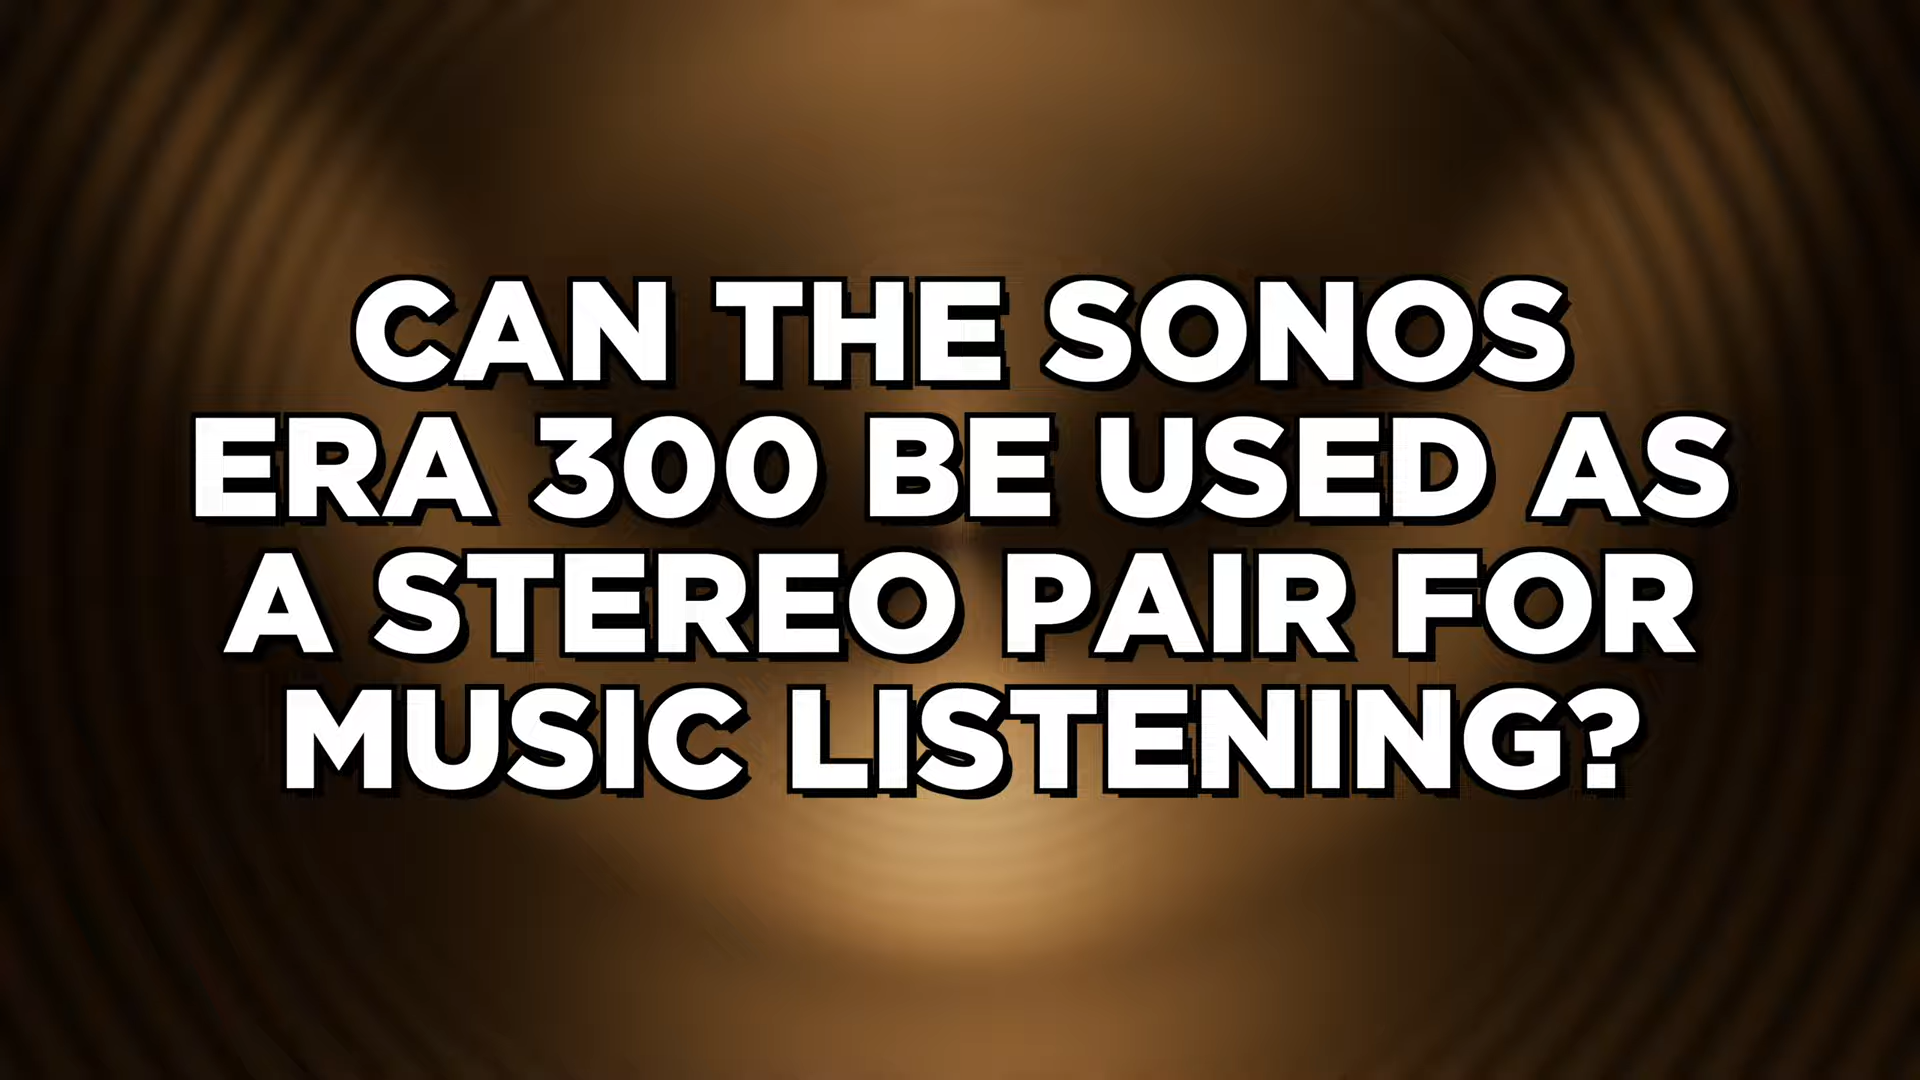 CAN THE SONOS
ERA 300 BE USED AS
A STEREO PAIR FOR
MUSIC LISTENING?